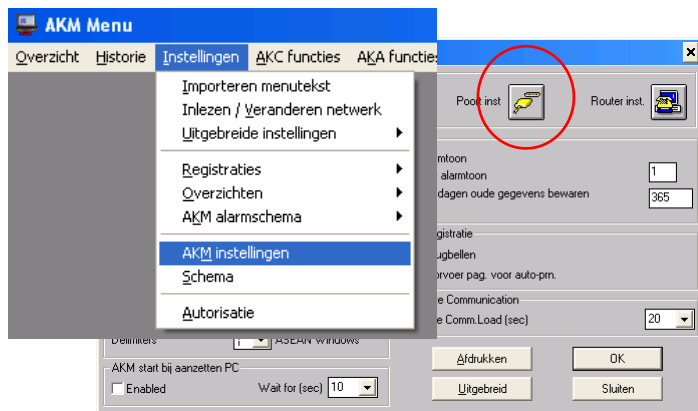 AKM Menu
Overzicht Historie Instellingen AKC functies AKA functie
Importeren menutekst
Inlezen / Veranderen netwerk
Uitgebreide instellingen
Registraties
Overzichten
AKM alarmschema
AKM instellingen
Schema
Autorisatie
Poort inst Router inst.
mtoon
alarmtoon 1
dagen oude gegevens bewaren 365
gistratie
ugbellen
rvoer pag. voor auto-prn.
e Communication
e Comm.Load (sec) 20
Delimiters ASEAN Windows
AKM start bij aanzetten PC
Enabled Wait for (sec) 10
Afdrukken OK
Uitgebreid Sluiten